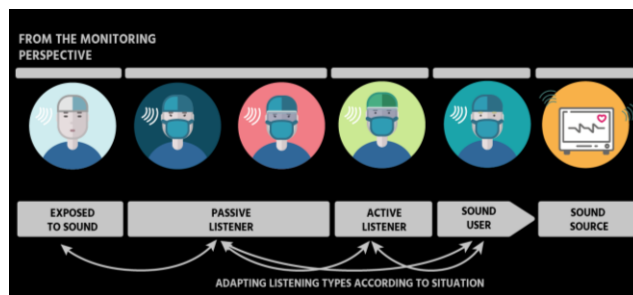 FROM THE MONITORING
PERSPECTIVE
EXPOSED
TO SOUND
PASSIVE
LISTENER
ACTIVE
LISTENER
SOUND
USER
SOUND
SOURCE
ADAPTING LISTENING TYPES ACCORDING TO SITUATION